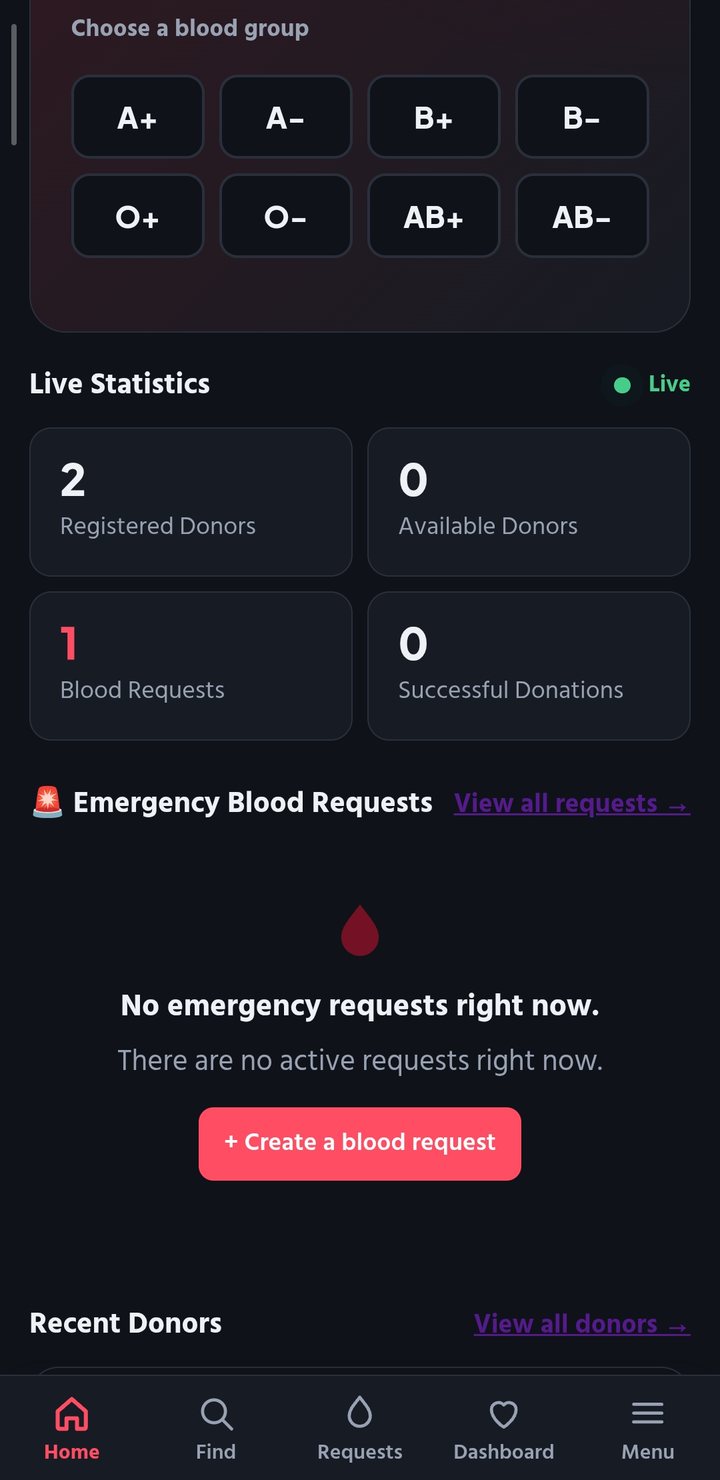 Choose a blood group
A+ A− B+ B−
O+ O− AB+ AB−
Live Statistics Live
2 0
Registered Donors Available Donors
1 0
Blood Requests Successful Donations
🚨 Emergency Blood Requests View all requests →
No emergency requests right now.
There are no active requests right now.
+ Create a blood request
Recent Donors View all donors →
Home Find Requests Dashboard Menu